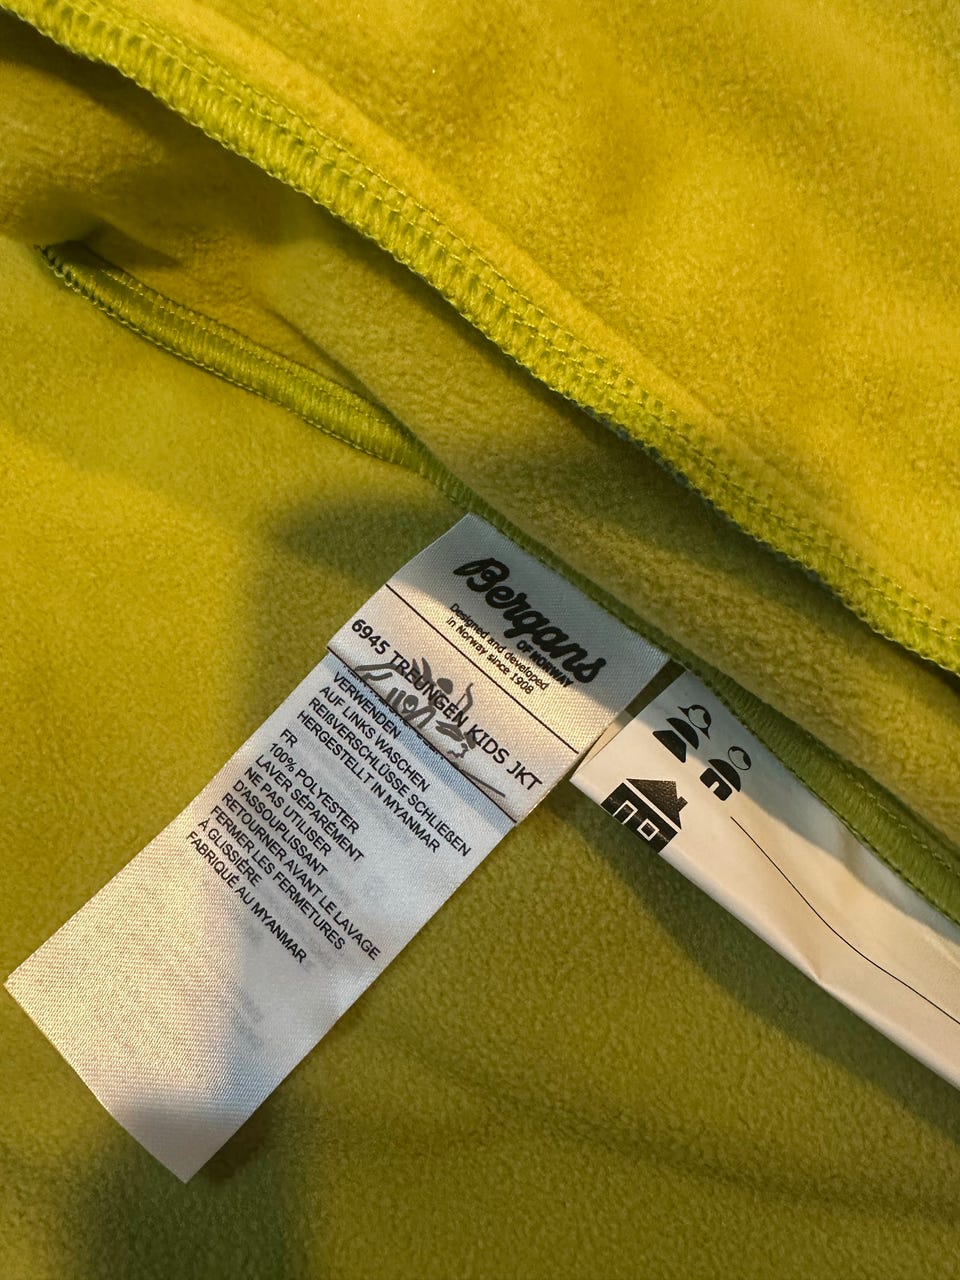 Bergans
OF NORWAY
Designed and developed
in Norway since 1908
6945 TREUNGEN KIDS JKT
VERWENDEN
AUF LINKS WASCHEN
REIßVERSCHLÜSSE SCHLIEßEN
HERGESTELLT IN MYANMAR
FR
100% POLYESTER
LAVER SÉPARÉMENT
NE PAS UTILISER
D'ASSOUPLISSANT
RETOURNER AVANT LE LAVAGE
FERMER LES FERMETURES
À GLISSIÈRE
FABRIQUÉ AU MYANMAR